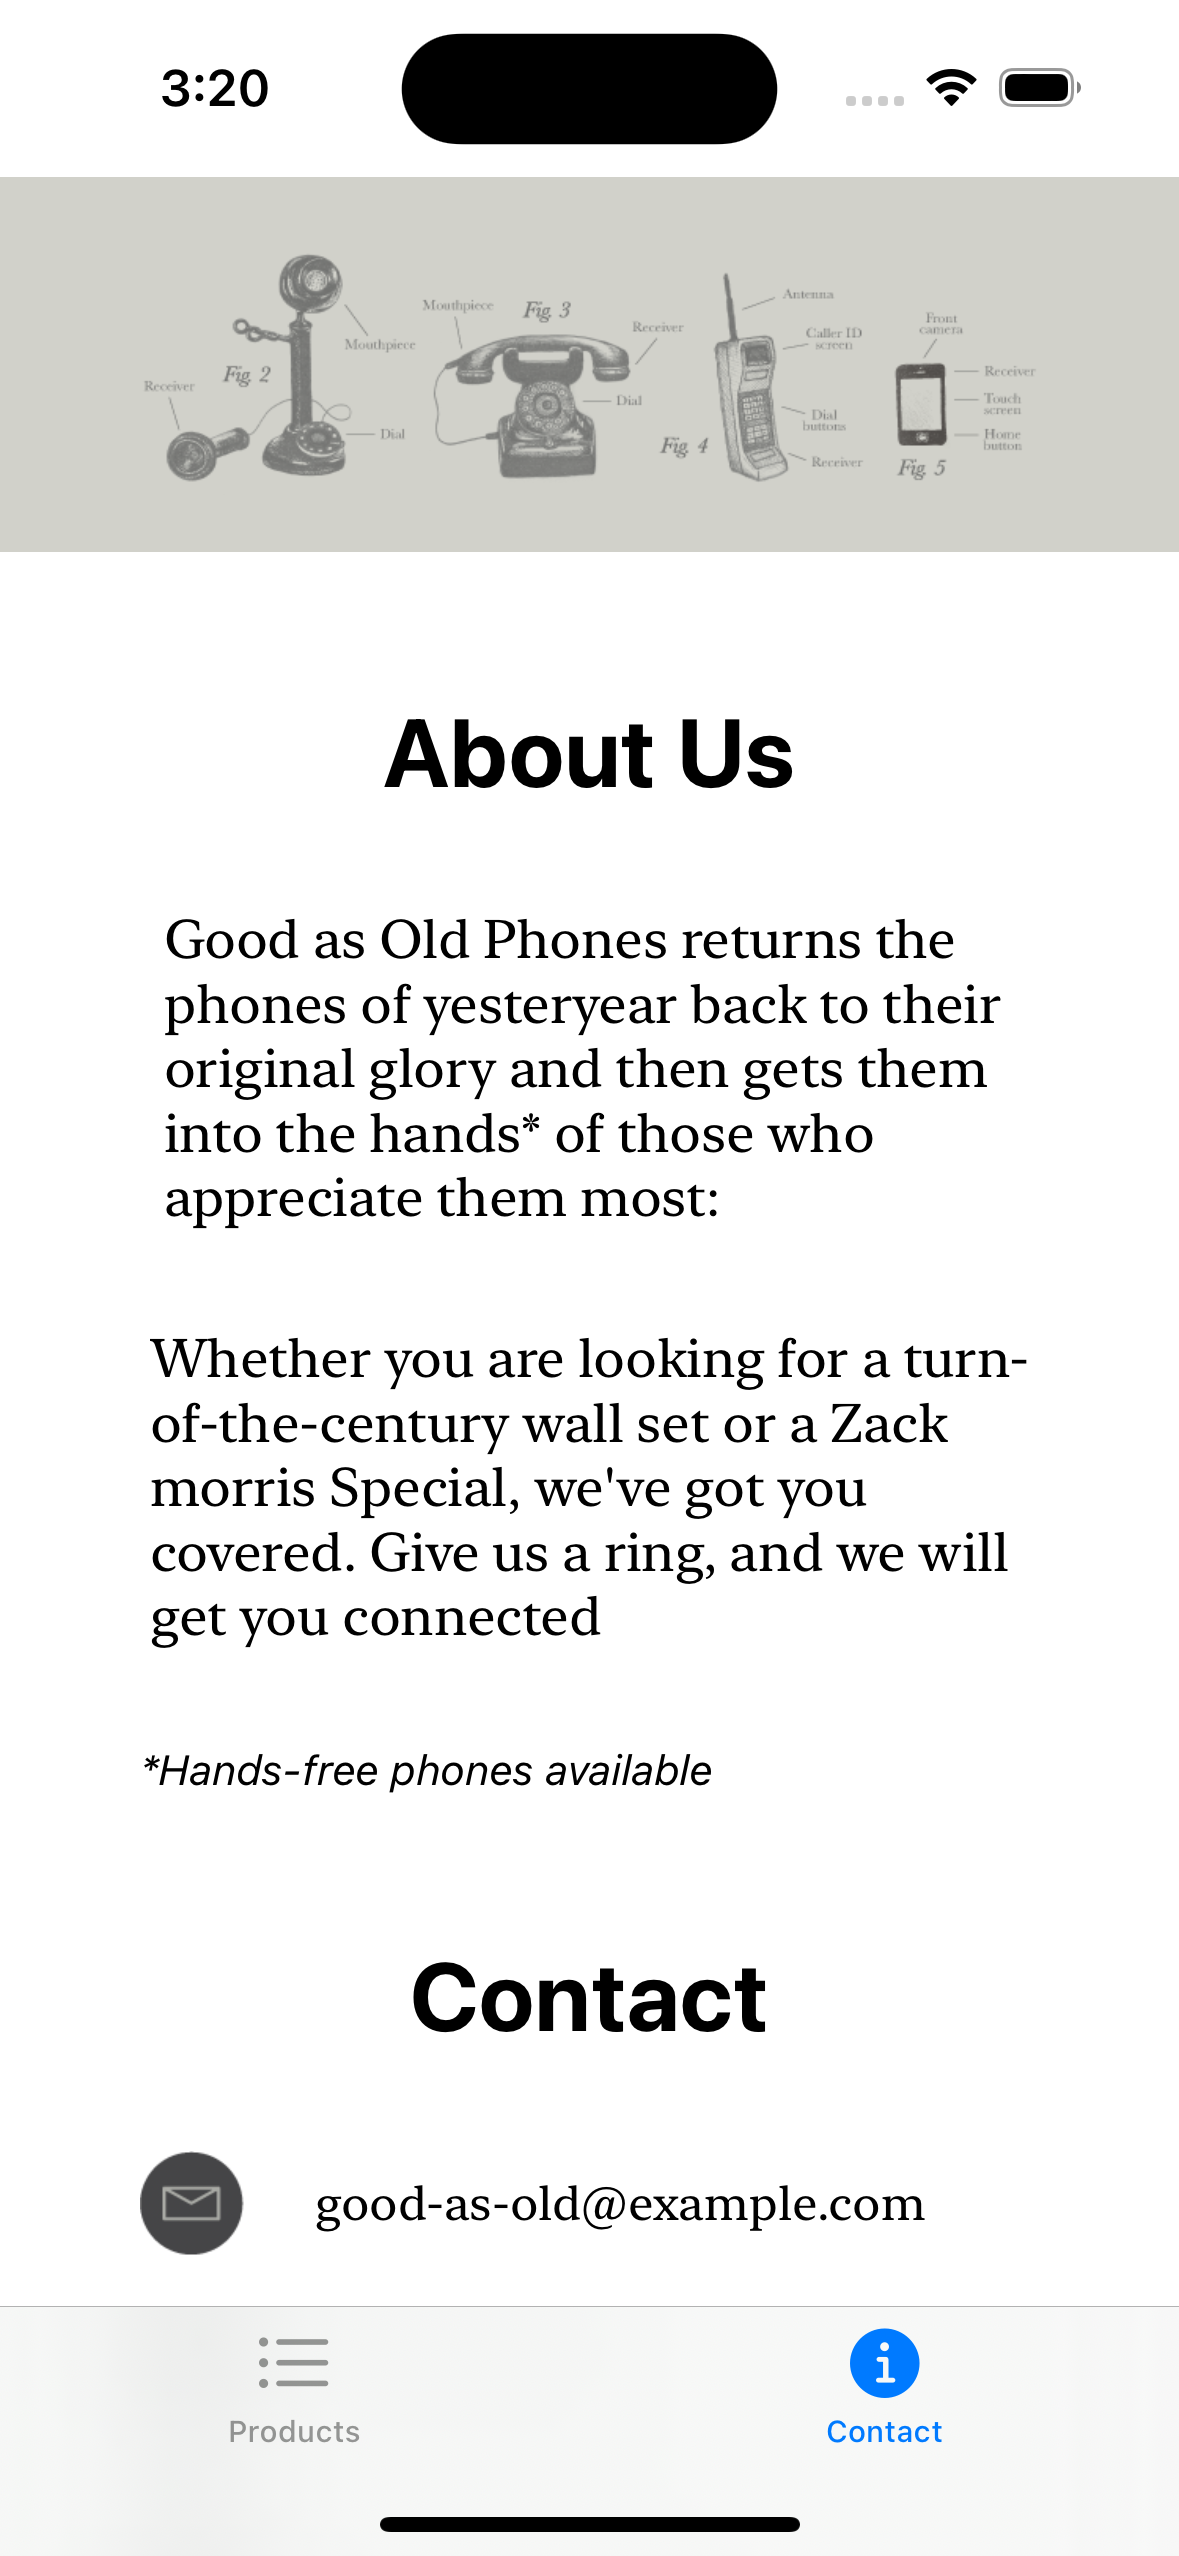 3:20
Mouthpiece
Fig. 2
Receiver
Dial
Mouthpiece
Fig. 3
Receiver
Dial
Fig. 4
Antenna
Caller ID
screen
Dial
buttons
Receiver
Front
camera
Receiver
Touch
screen
Home
button
Fig. 5
About Us
Good as Old Phones returns the
phones of yesteryear back to their
original glory and then gets them
into the hands* of those who
appreciate them most:
Whether you are looking for a turn-
of-the-century wall set or a Zack
morris Special, we've got you
covered. Give us a ring, and we will
get you connected
*Hands-free phones available
Contact
good-as-old@example.com
Products
Contact